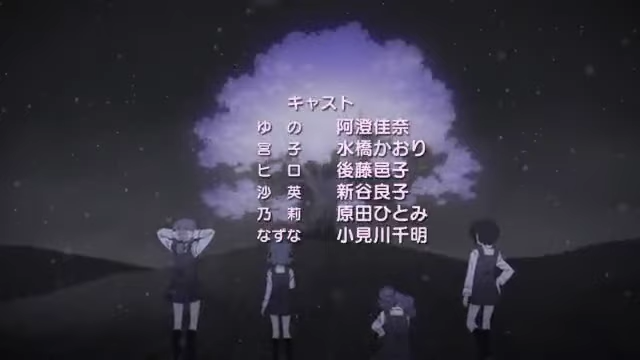 キャスト
ゆの 阿澄佳奈
宮子 水橋かおり
ヒロ 後藤邑子
沙英 新谷良子
乃莉 原田ひとみ
なずな 小見川千明